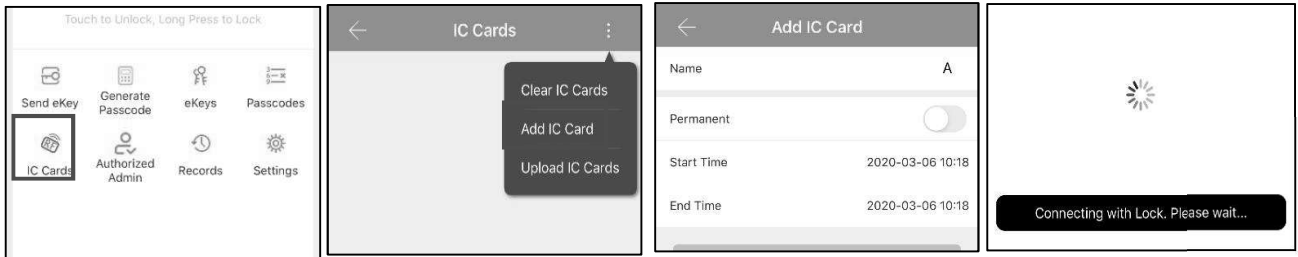 Touch to Unlock, Long Press to Lock
Send eKey
Generate
Passcode
eKeys
Passcodes
IC Cards
Authorized
Admin
Records
Settings
IC Cards
Clear IC Cards
Add IC Card
Upload IC Cards
Add IC Card
Name A
Permanent
Start Time 2020-03-06 10:18
End Time 2020-03-06 10:18
Connecting with Lock. Please wait...